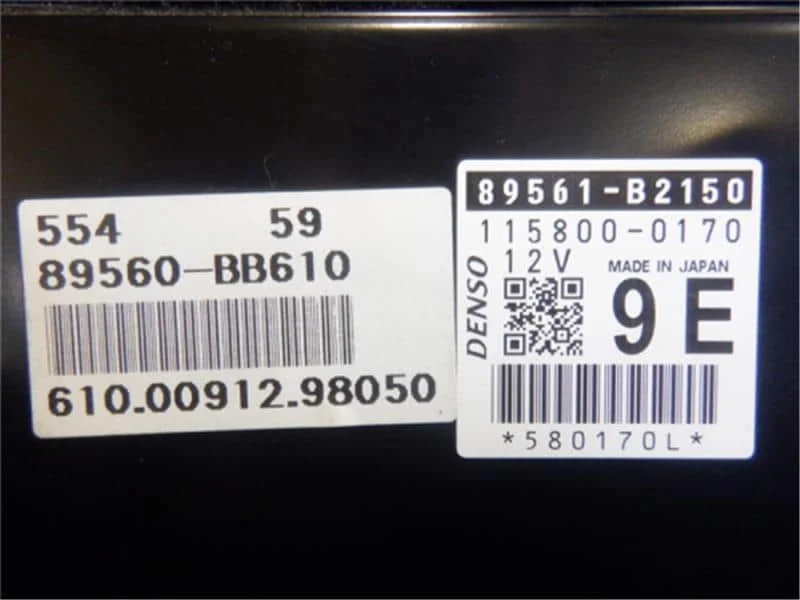 554 59
89560-BB610
610.00912.98050
89561-B2150
115800-0170
12V MADE IN JAPAN
DENSO
9E
*580170L*